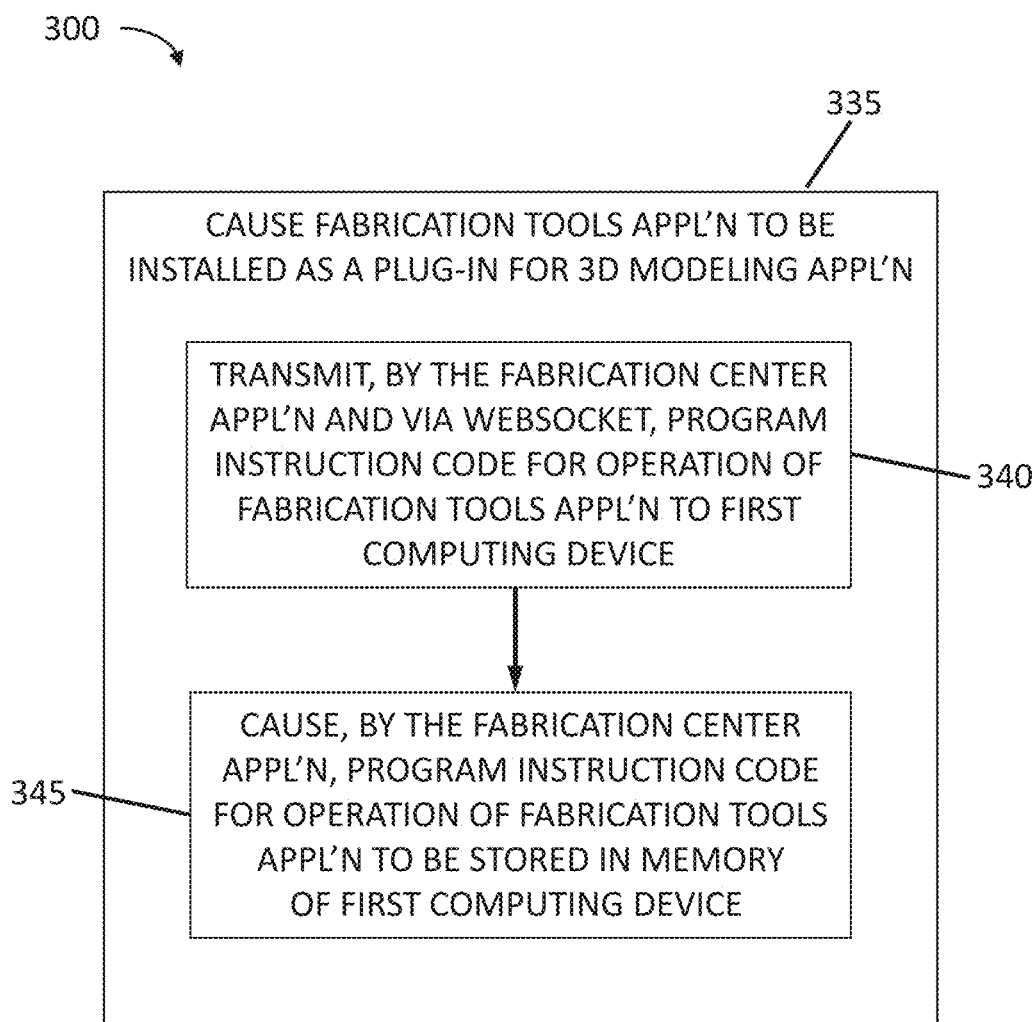 300
335
CAUSE FABRICATION TOOLS APPL'N TO BE
INSTALLED AS A PLUG-IN FOR 3D MODELING APPL'N
TRANSMIT, BY THE FABRICATION CENTER
APPL'N AND VIA WEBSOCKET, PROGRAM
INSTRUCTION CODE FOR OPERATION OF
FABRICATION TOOLS APPL'N TO FIRST
COMPUTING DEVICE
340
CAUSE, BY THE FABRICATION CENTER
APPL'N, PROGRAM INSTRUCTION CODE
FOR OPERATION OF FABRICATION TOOLS
APPL'N TO BE STORED IN MEMORY
OF FIRST COMPUTING DEVICE
345